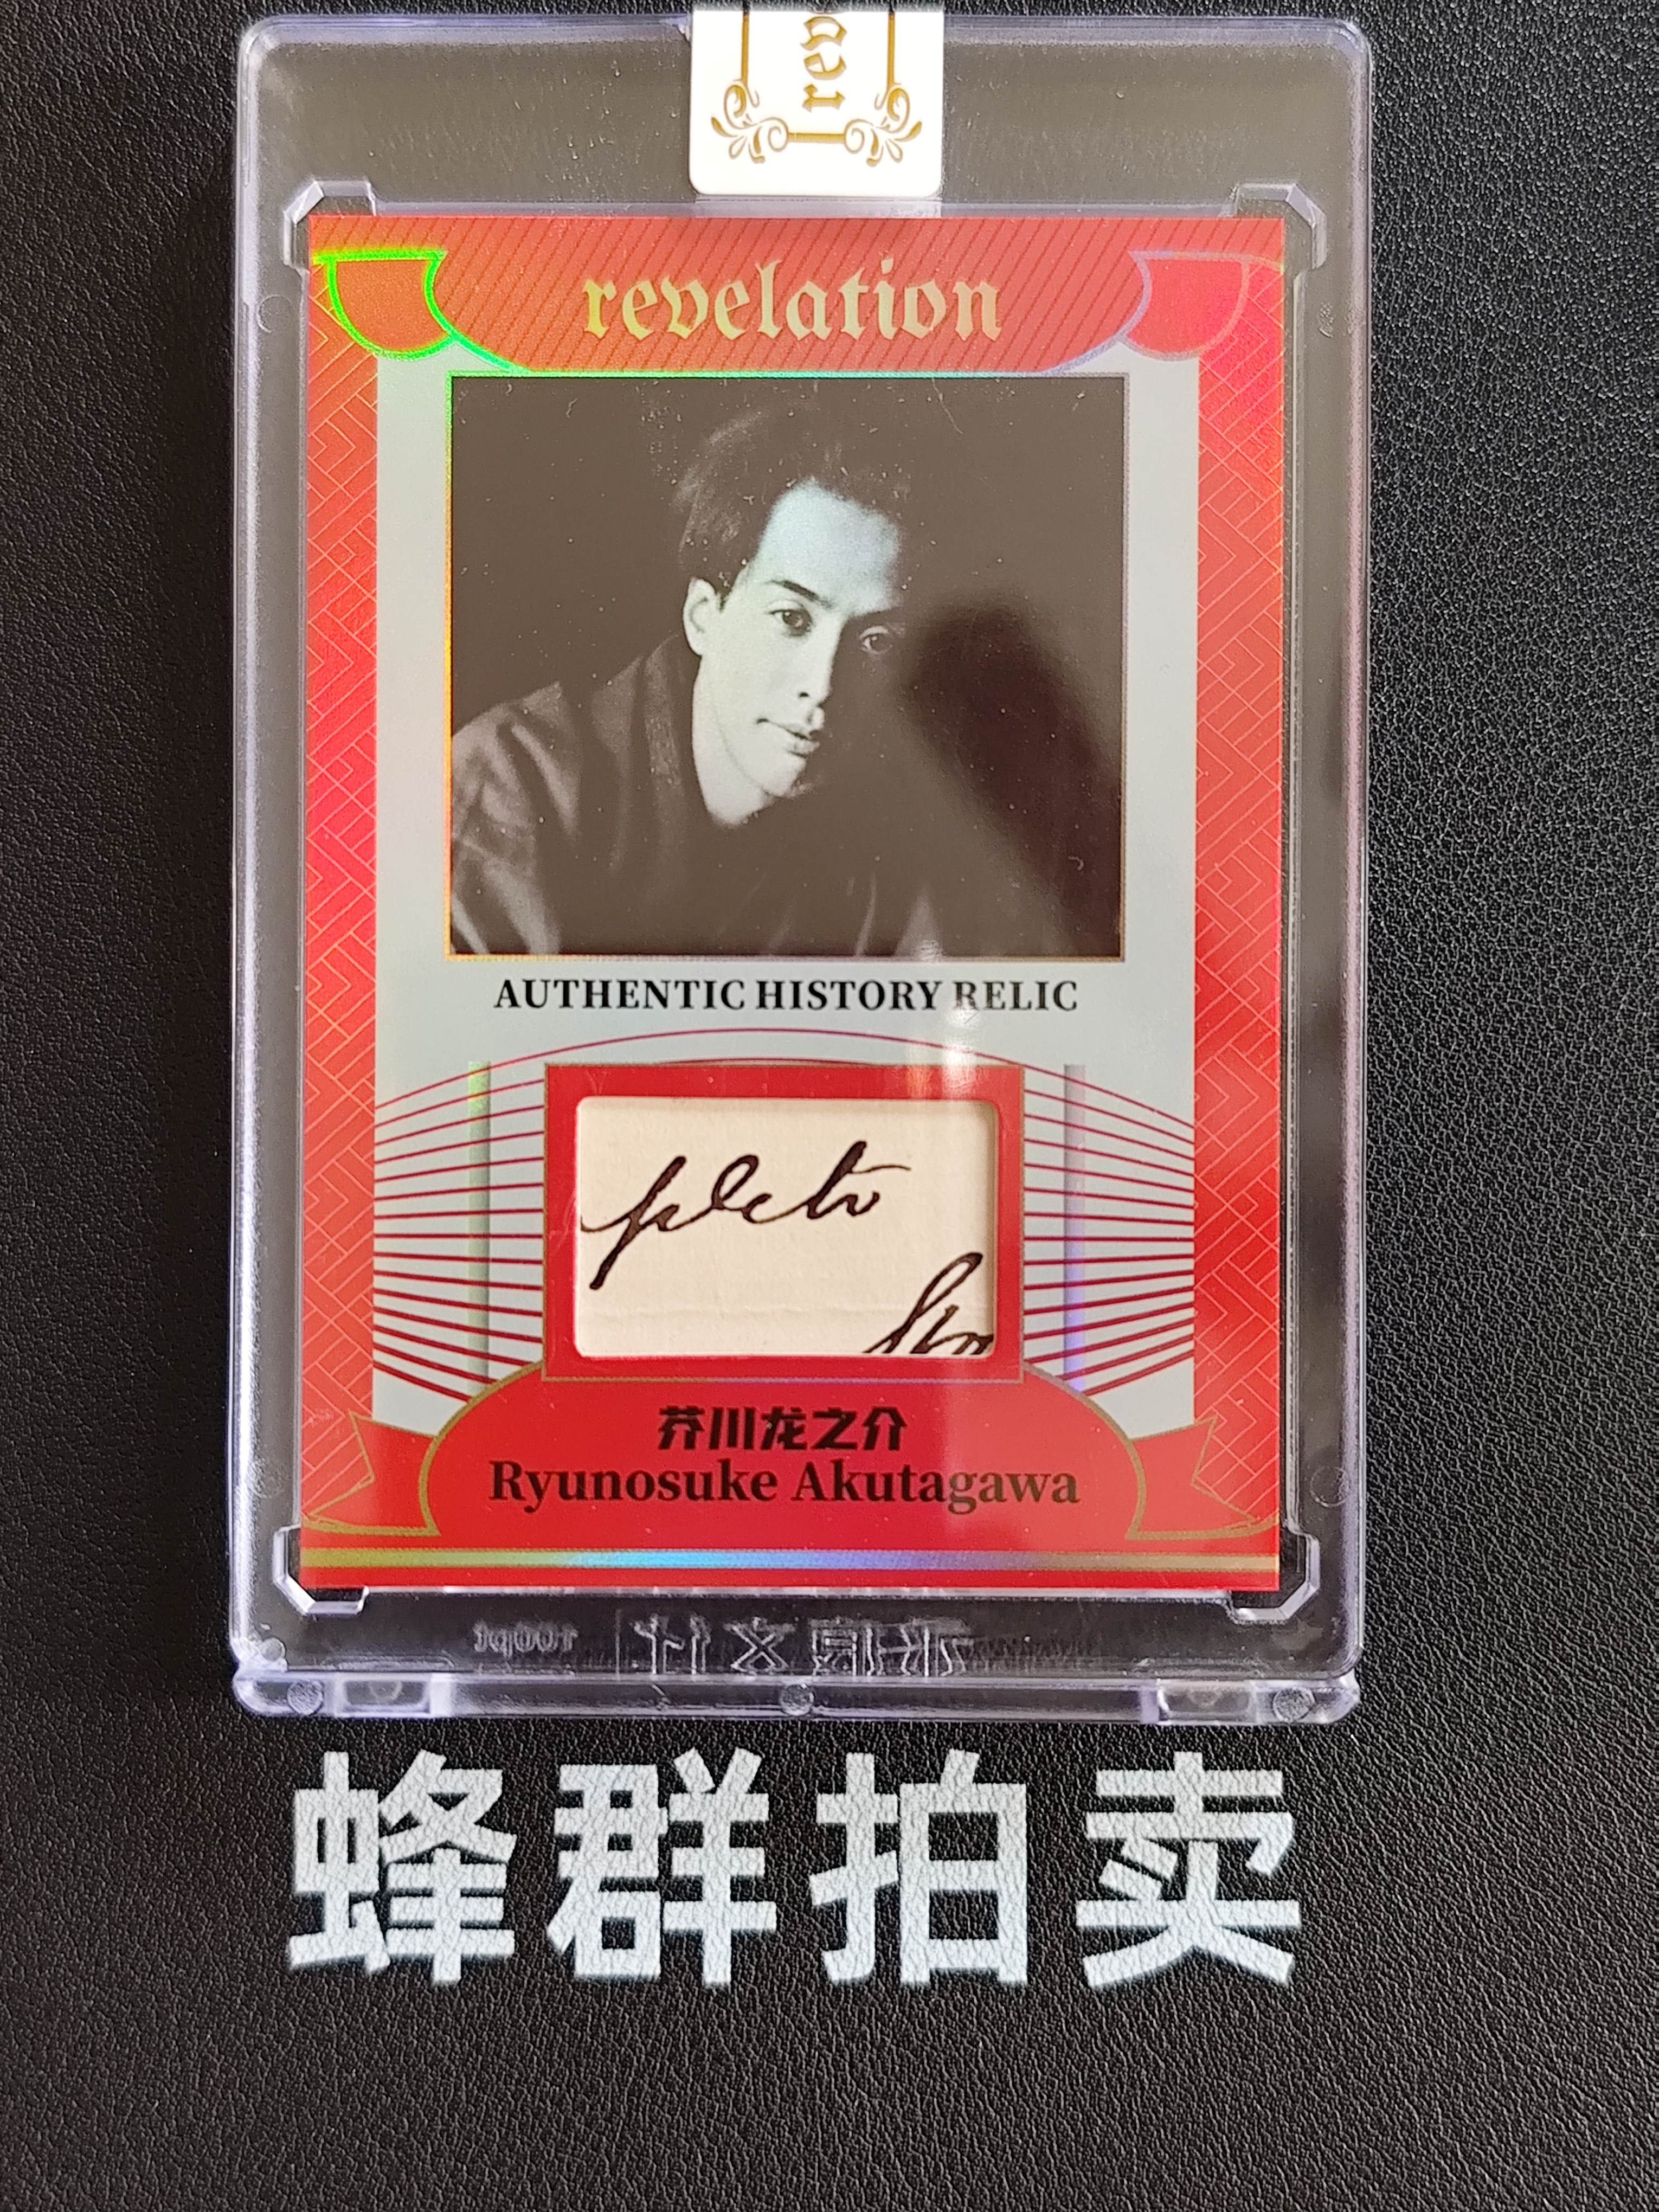 revelation
AUTHENTIC HISTORY RELIC
芥川龙之介
Ryunosuke Akutagawa
蜂群拍卖